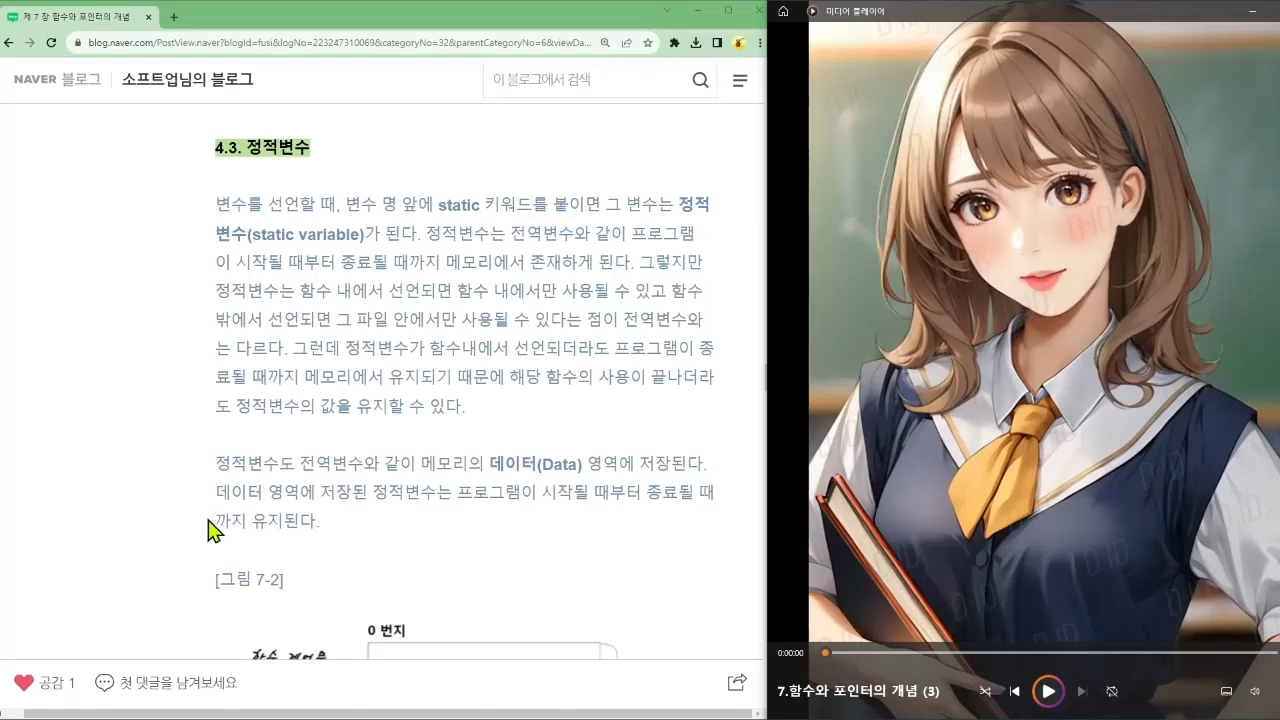 제 7 장 함수와 포인터의 개념 :
blog.naver.com/PostView.naver?blogId=fusi&logNo=223247310069&categoryNo=32&parentCategoryNo=6&viewDa...
NAVER 블로그
소프트업님의 블로그
이 블로그에서 검색
4.3. 정적변수
변수를 선언할 때, 변수 명 앞에 static 키워드를 붙이면 그 변수는 정적
변수(static variable)가 된다. 정적변수는 전역변수와 같이 프로그램
이 시작될 때부터 종료될 때까지 메모리에서 존재하게 된다. 그렇지만
정적변수는 함수 내에서 선언되면 함수 내에서만 사용될 수 있고 함수
밖에서 선언되면 그 파일 안에서만 사용될 수 있다는 점이 전역변수와
는 다르다. 그런데 정적변수가 함수내에서 선언되더라도 프로그램이 종
료될 때까지 메모리에서 유지되기 때문에 해당 함수의 사용이 끝나더라
도 정적변수의 값을 유지할 수 있다.
정적변수도 전역변수와 같이 메모리의 데이터(Data) 영역에 저장된다.
데이터 영역에 저장된 정적변수는 프로그램이 시작될 때부터 종료될 때
까지 유지된다.
[그림 7-2]
0 번지
공감 1
첫 댓글을 남겨보세요
미디어 플레이어
D-ID
0:00:00
7.함수와 포인터의 개념 (3)